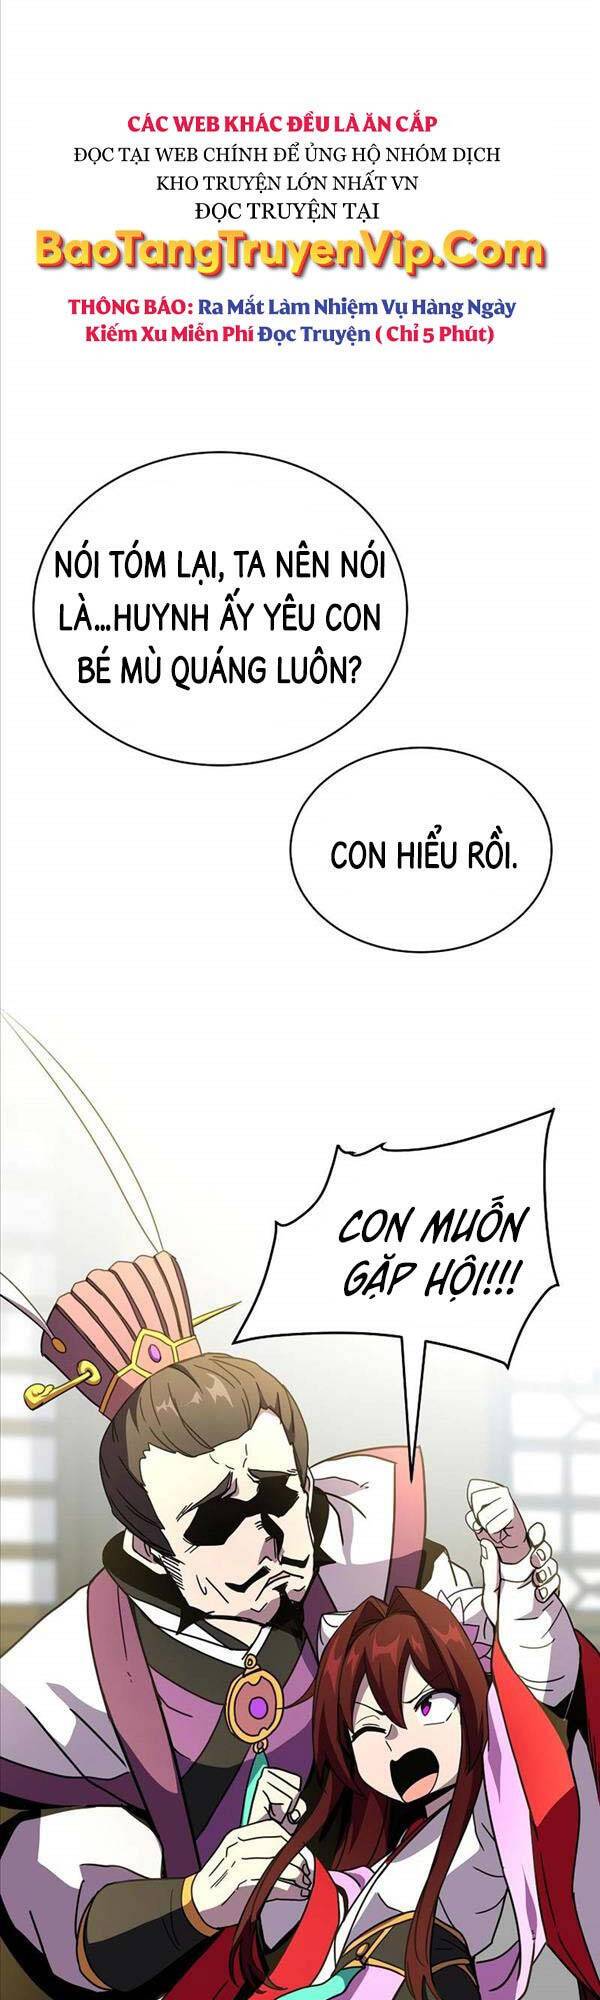 CÁC WEB KHÁC ĐỀU LÀ ĂN CẮP
ĐỌC TẠI WEB CHÍNH ĐỂ ỦNG HỘ NHÓM DỊCH
KHO TRUYỆN LỚN NHẤT VN
ĐỌC TRUYỆN TẠI
BaoTangTruyenVip.Com
THÔNG BÁO: Ra Mắt Làm Nhiệm Vụ Hàng Ngày
Kiếm Xu Miễn Phí Đọc Truyện ( Chỉ 5 Phút)
NÓI TÓM LẠI, TA NÊN NÓI
LÀ...HUYNH ẤY YÊU CON
BÉ MÙ QUÁNG LUÔN?
CON HIỂU RỒI.
CON MUỐN
GẶP HỘI!!!